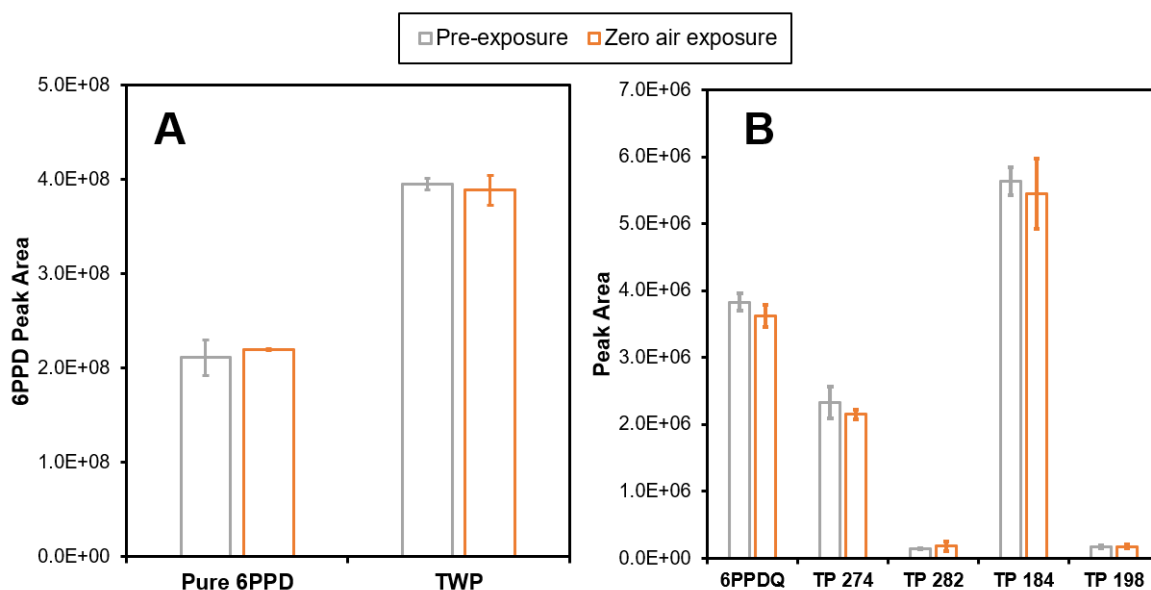 Pre-exposure Zero air exposure
A
6PPD Peak Area
5.0E+08
4.0E+08
3.0E+08
2.0E+08
1.0E+08
0.0E+00
Pure 6PPD TWP
B
Peak Area
7.0E+06
6.0E+06
5.0E+06
4.0E+06
3.0E+06
2.0E+06
1.0E+06
0.0E+00
6PPDQ TP 274 TP 282 TP 184 TP 198